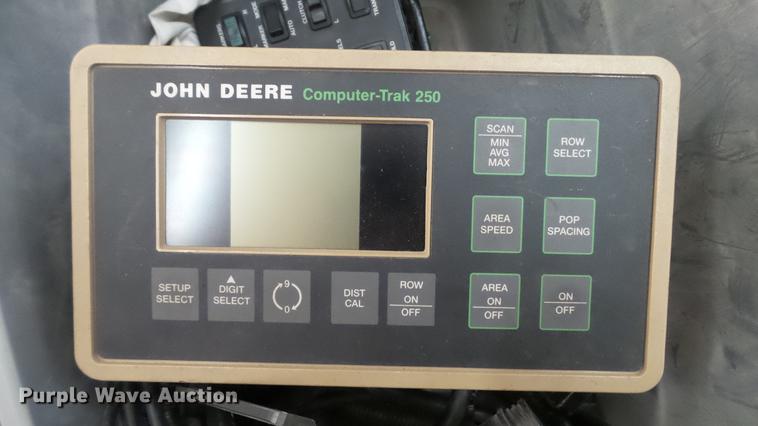 JOHN DEERE Computer-Trak 250
SCAN
MIN
AVG
MAX
ROW
SELECT
AREA
SPEED
POP
SPACING
SETUP
SELECT
DIGIT
SELECT
9
0
DIST
CAL
ROW
ON
OFF
AREA
ON
OFF
ON
OFF
Purple Wave Auction